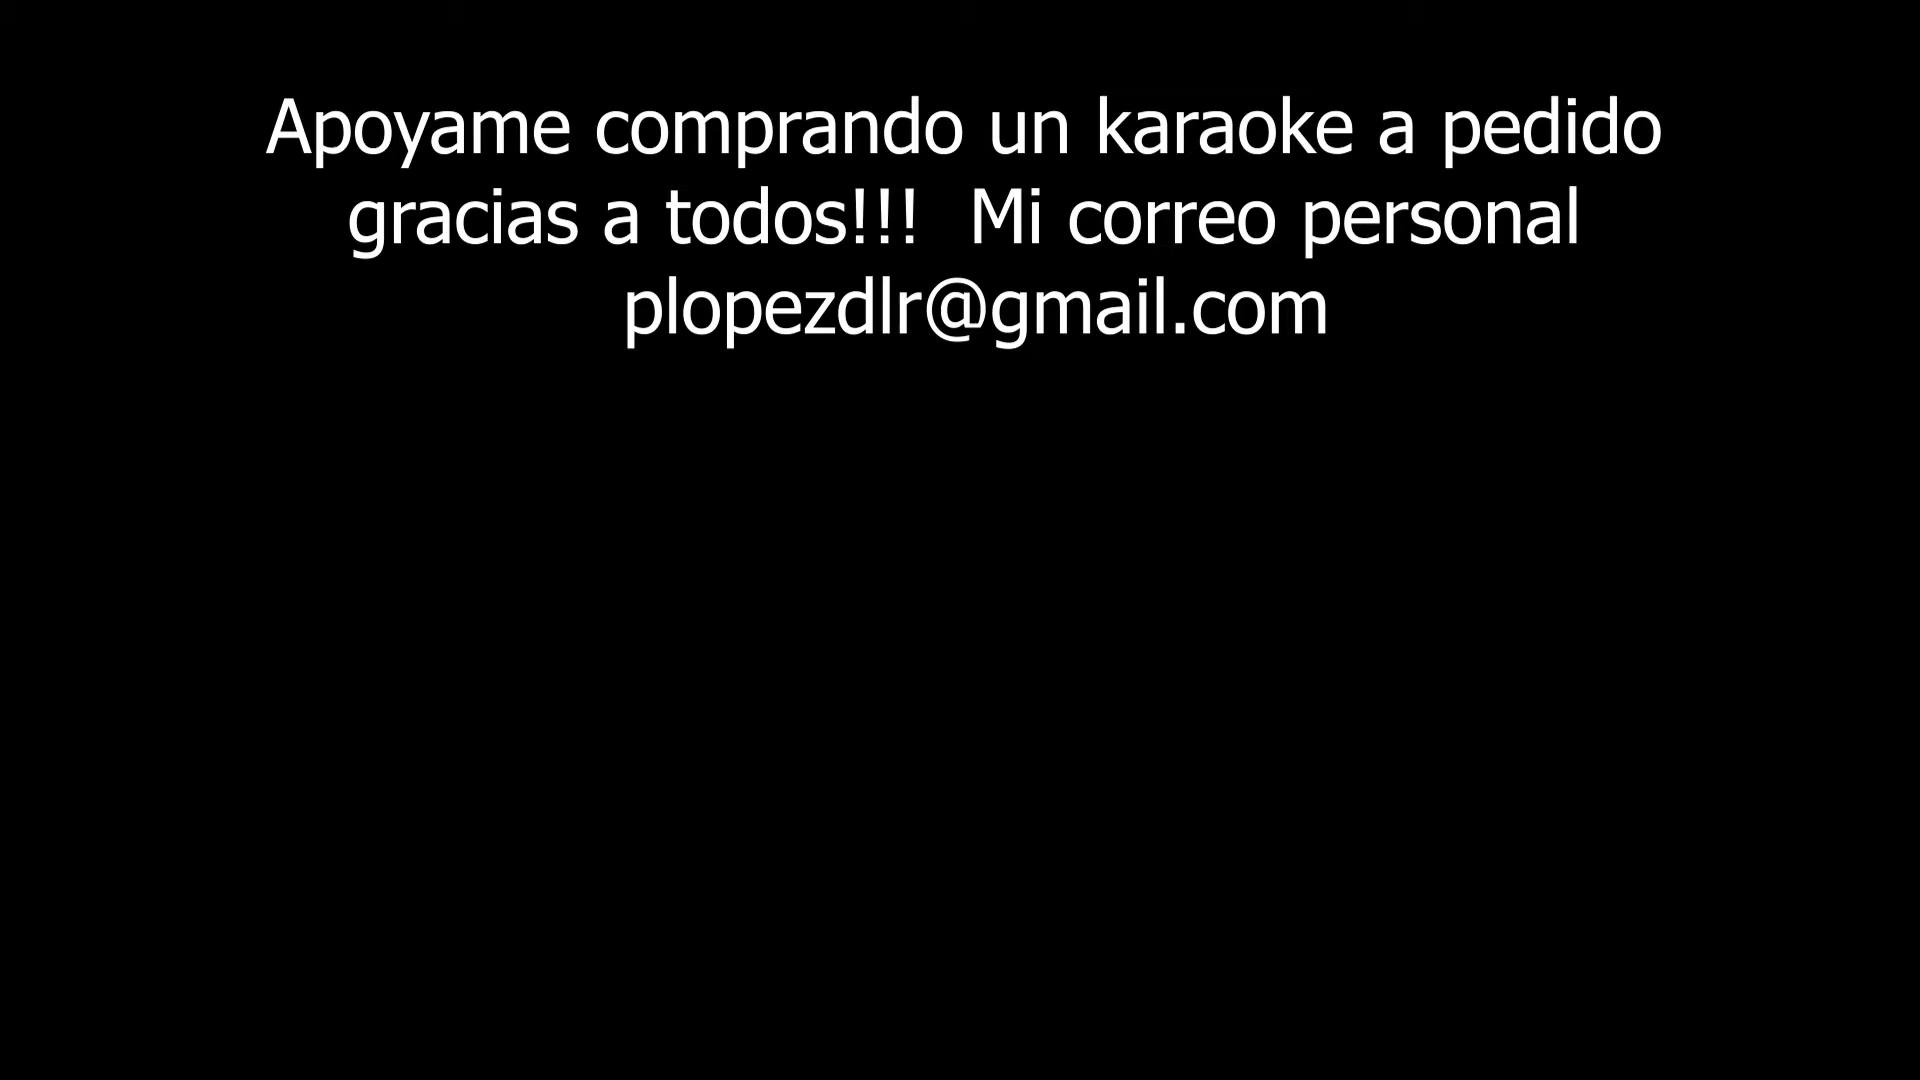 Apoyame comprando un karaoke a pedido
gracias a todos!!!  Mi correo personal
plopezdlr@gmail.com